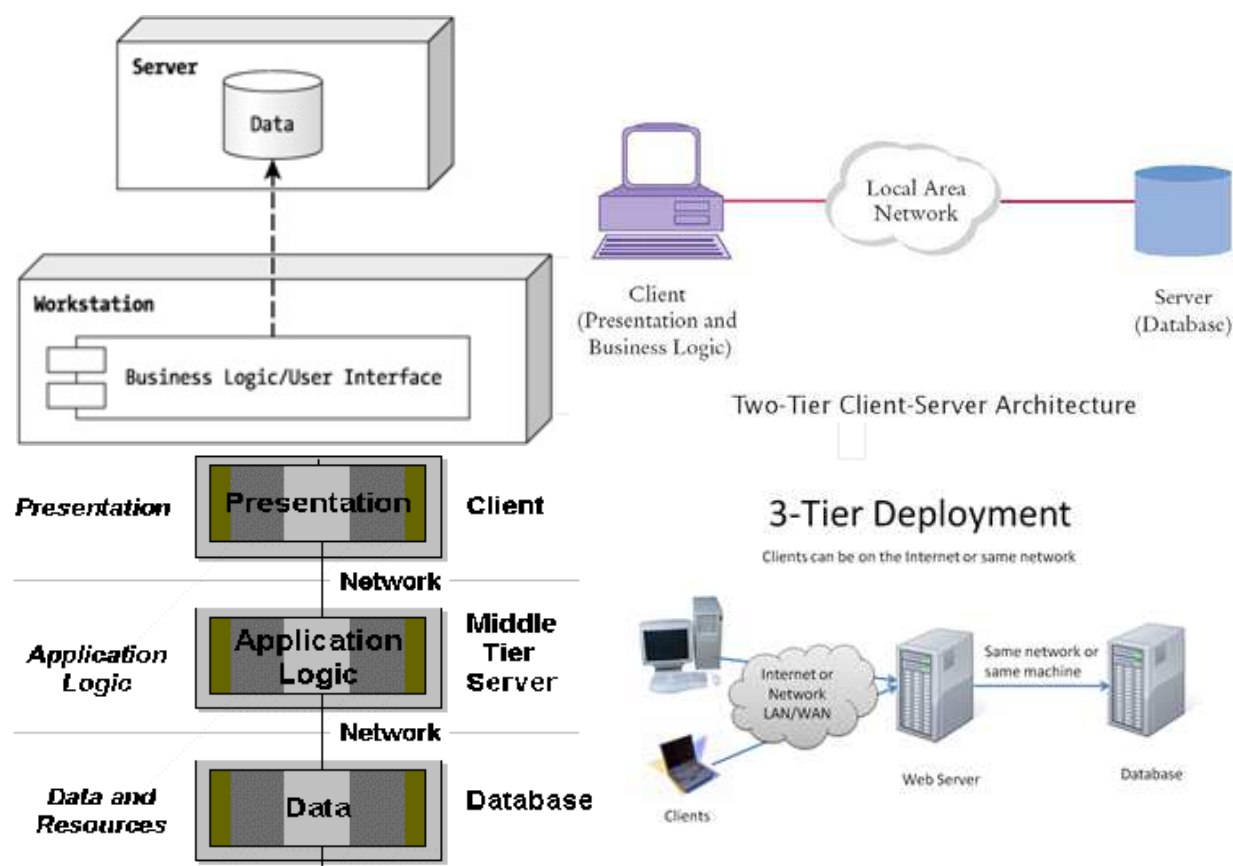 Server
Data
Workstation
Business Logic/User Interface
Local Area
Network
Client
(Presentation and
Business Logic)
Server
(Database)
Two-Tier Client-Server Architecture
Presentation
Presentation
Client
Network
Application
Logic
Application
Logic
Middle
Tier
Server
Network
Data and
Resources
Data
Database
3-Tier Deployment
Clients can be on the Internet or same network
Internet or
Network
LAN/WAN
Same network or
same machine
Web Server
Database
Clients